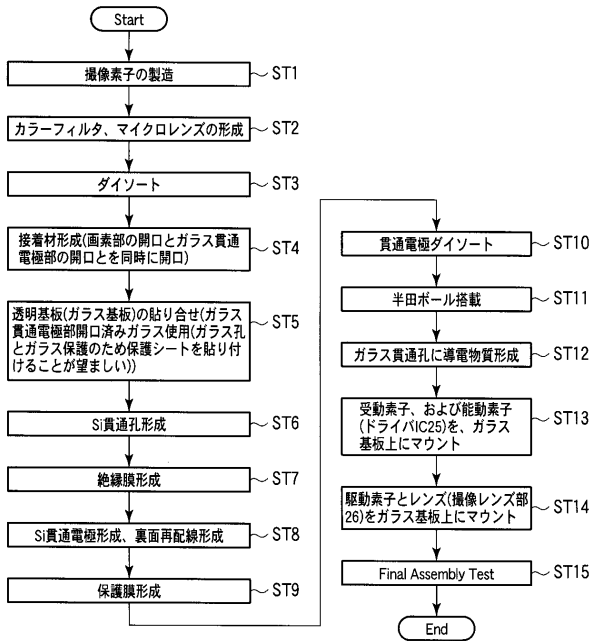 Start
撮像素子の製造
ST1
カラーフィルタ、マイクロレンズの形成
ST2
ダイソート
ST3
接着材形成(画素部の開口とガラス貫通
電極部の開口とを同時に開口)
ST4
透明基板(ガラス基板)の貼り合せ(ガラス
貫通電極部開口済みガラス使用(ガラス孔
とガラス保護のため保護シートを貼り付
けることが望ましい))
ST5
Si貫通孔形成
ST6
絶縁膜形成
ST7
Si貫通電極形成、裏面再配線形成
ST8
保護膜形成
ST9
貫通電極ダイソート
ST10
半田ボール搭載
ST11
ガラス貫通孔に導電物質形成
ST12
受動素子、および能動素子
(ドライバIC25)を、ガラス
基板上にマウント
ST13
駆動素子とレンズ(撮像レンズ部
26)をガラス基板上にマウント
ST14
Final Assembly Test
ST15
End